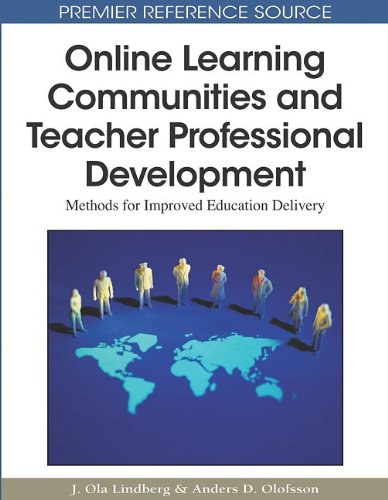 PREMIER REFERENCE SOURCE
Online Learning
Communities and
Teacher Professional
Development
Methods for Improved Education Delivery
J. Ola Lindberg & Anders D. Olofsson